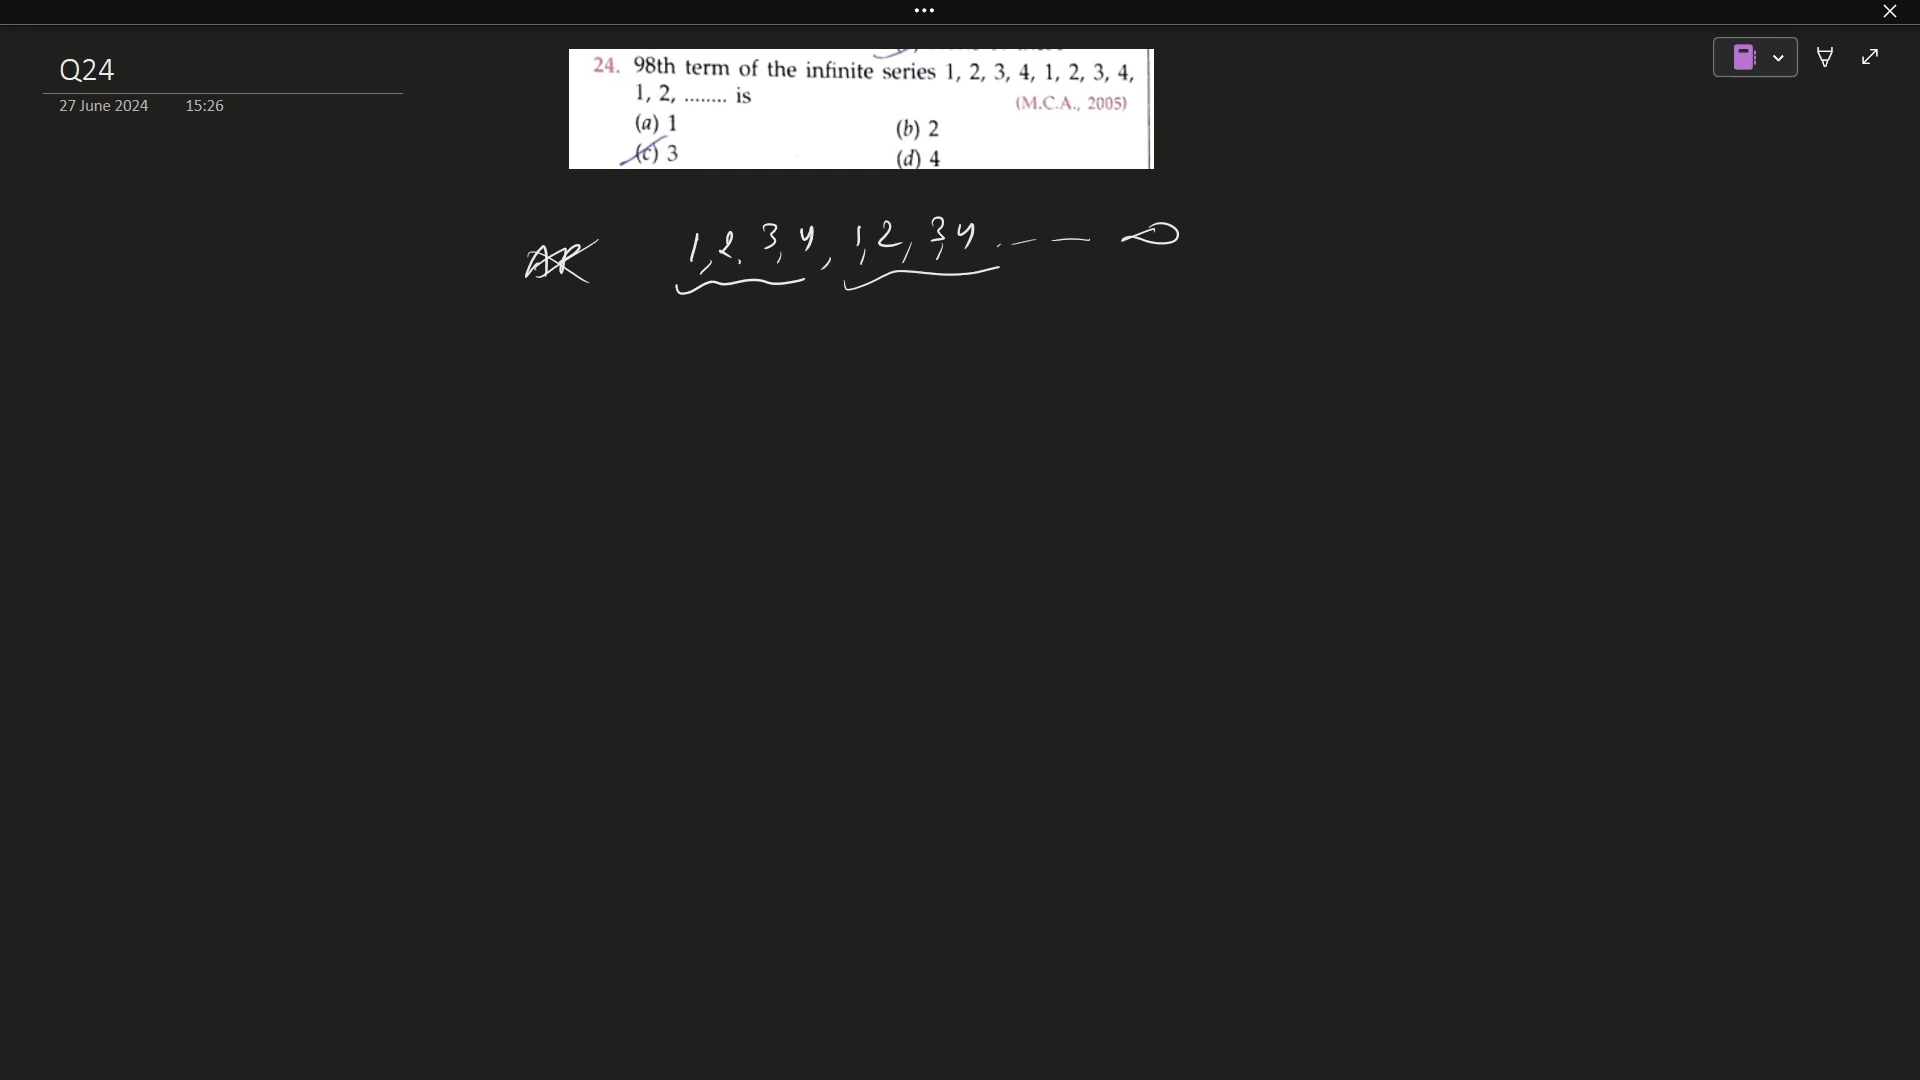 Q24
27 June 2024 15:26
24. 98th term of the infinite series 1, 2, 3, 4, 1, 2, 3, 4,
1, 2, ........ is (M.C.A., 2005)
(a) 1 (b) 2
(c) 3 (d) 4
1, 2, 3, 4, 1, 2, 3, 4 .--- ∞